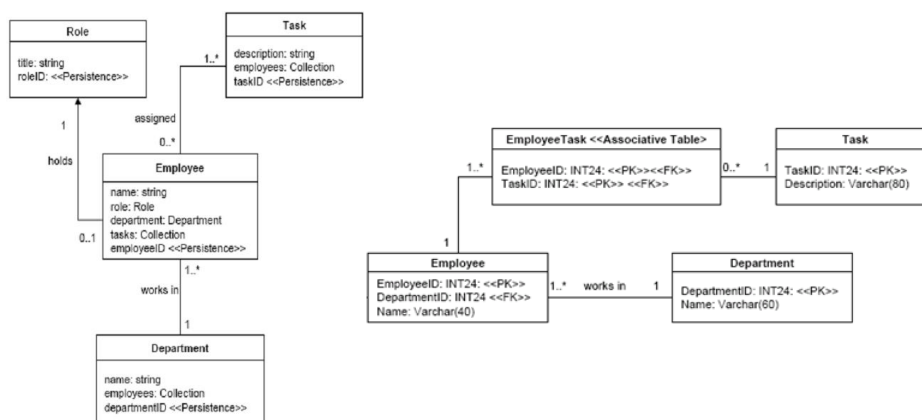 Role
title: string
roleID: <<Persistence>>
Task
description: string
employees: Collection
taskID <<Persistence>>
1..*
assigned
0..*
1
holds
0..1
Employee
name: string
role: Role
department: Department
tasks: Collection
employeeID <<Persistence>>
1..*
works in
1
Department
name: string
employees: Collection
departmentID <<Persistence>>
EmployeeTask <<Associative Table>
EmployeeID: INT24: <<PK>><<FK>>
TaskID: INT24: <<PK>> <<FK>>
0..*
1
Task
TaskID: INT24: <<PK>>
Description: Varchar(80)
1..*
1
Employee
EmployeeID: INT24: <<PK>>
DepartmentID: INT24 <<FK>>
Name: Varchar(40)
1..*
works in
1
Department
DepartmentID: INT24: <<PK>>
Name: Varchar(60)